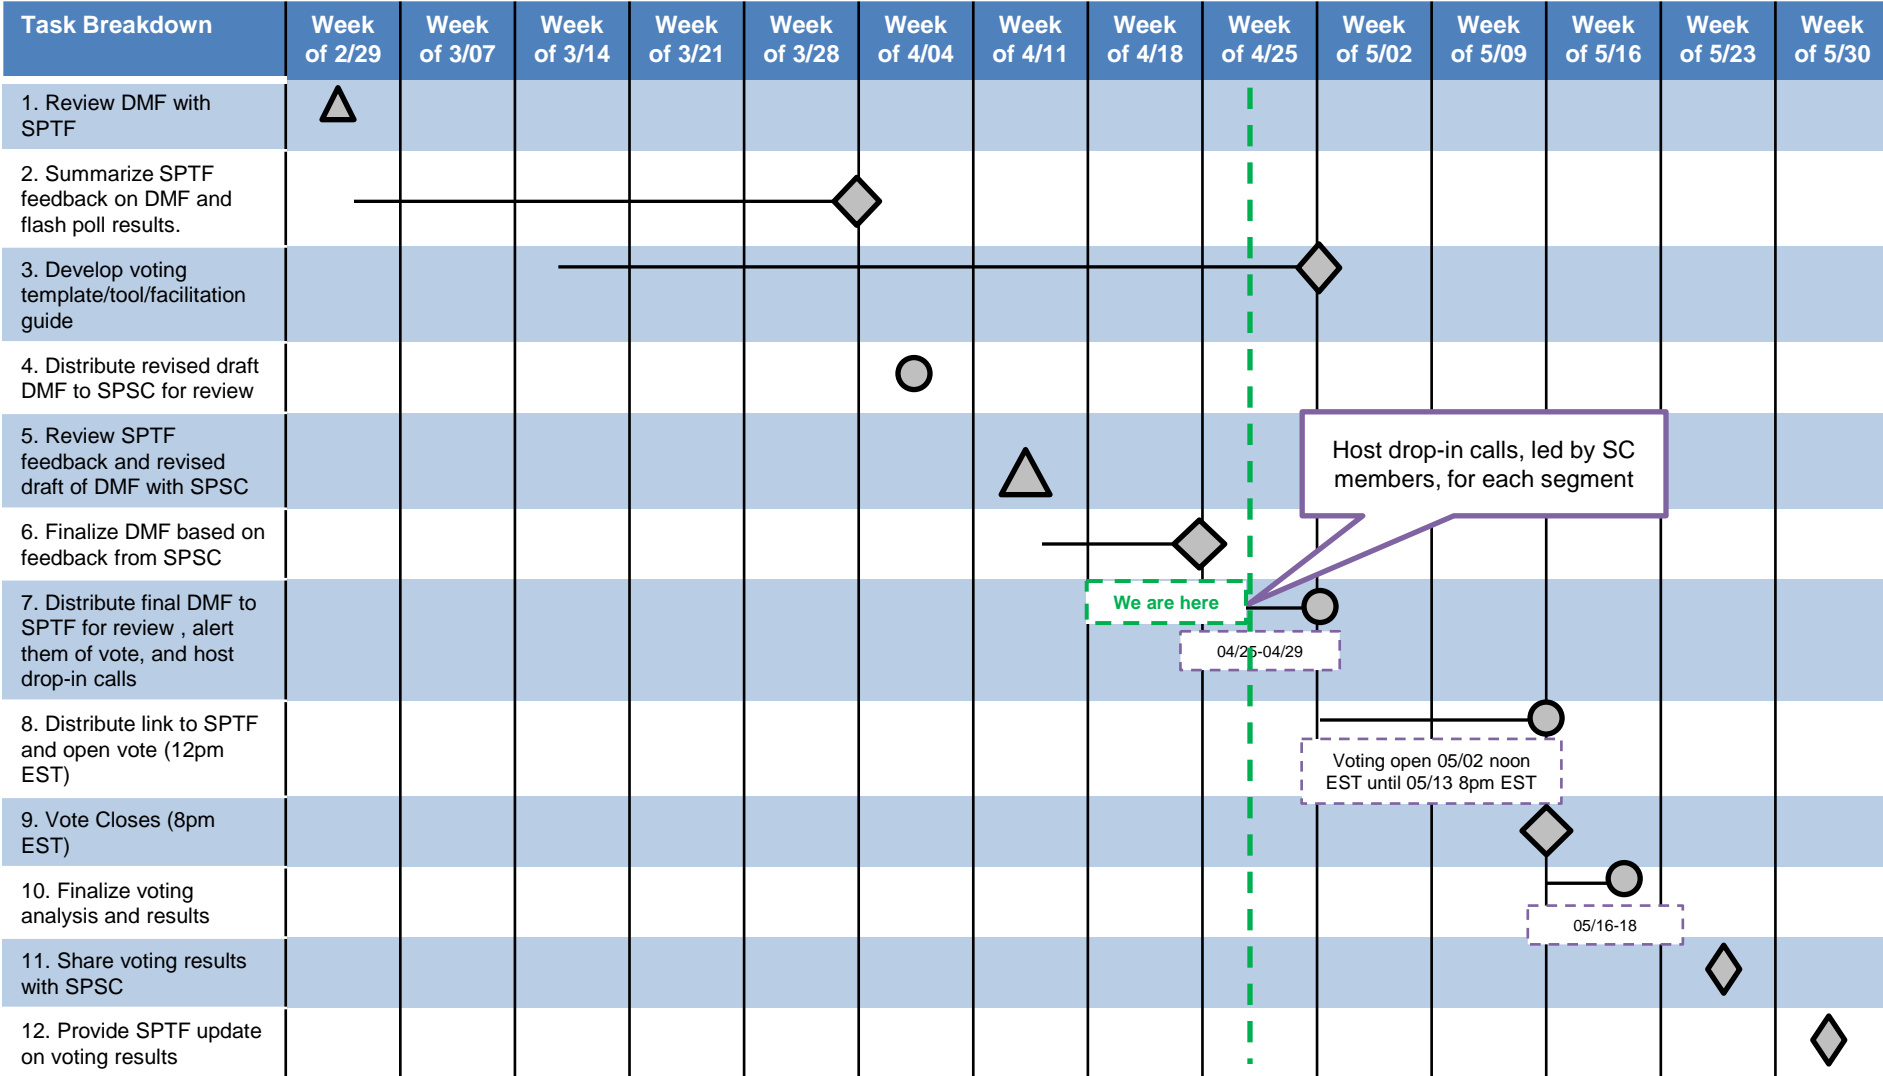 Task Breakdown
Week
of 2/29
Week
of 3/07
Week
of 3/14
Week
of 3/21
Week
of 3/28
Week
of 4/04
Week
of 4/11
Week
of 4/18
Week
of 4/25
Week
of 5/02
Week
of 5/09
Week
of 5/16
Week
of 5/23
Week
of 5/30
1. Review DMF with
SPTF
2. Summarize SPTF
feedback on DMF and
flash poll results.
3. Develop voting
template/tool/facilitation
guide
4. Distribute revised draft
DMF to SPSC for review
5. Review SPTF
feedback and revised
draft of DMF with SPSC
Host drop-in calls, led by SC
members, for each segment
6. Finalize DMF based on
feedback from SPSC
7. Distribute final DMF to
SPTF for review , alert
them of vote, and host
drop-in calls
We are here
04/25-04/29
8. Distribute link to SPTF
and open vote (12pm
EST)
Voting open 05/02 noon
EST until 05/13 8pm EST
9. Vote Closes (8pm
EST)
10. Finalize voting
analysis and results
05/16-18
11. Share voting results
with SPSC
12. Provide SPTF update
on voting results